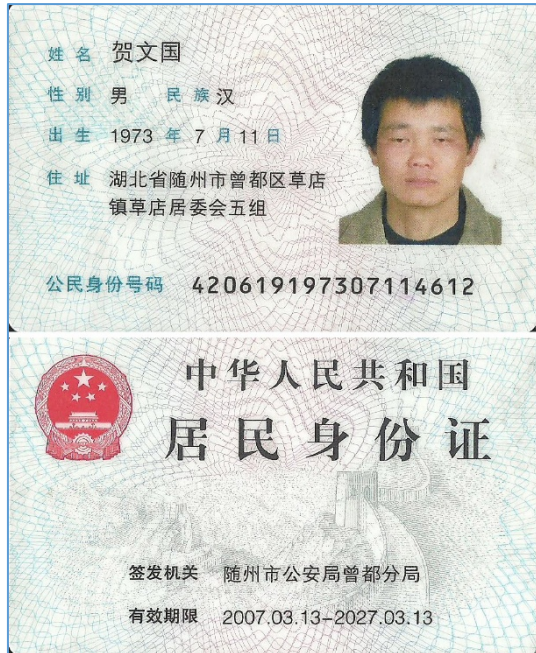 姓名 贺文国
性别 男 民族 汉
出生 1973 年 7 月 11 日
住址 湖北省随州市曾都区草店
镇草店居委会五组
公民身份号码 420619197307114612
中华人民共和国
居民身份证
签发机关 随州市公安局曾都分局
有效期限 2007.03.13-2027.03.13